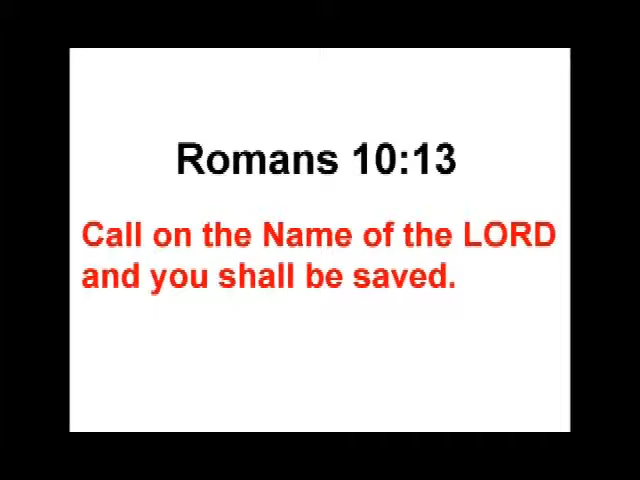 Romans 10:13
Call on the Name of the LORD
and you shall be saved.